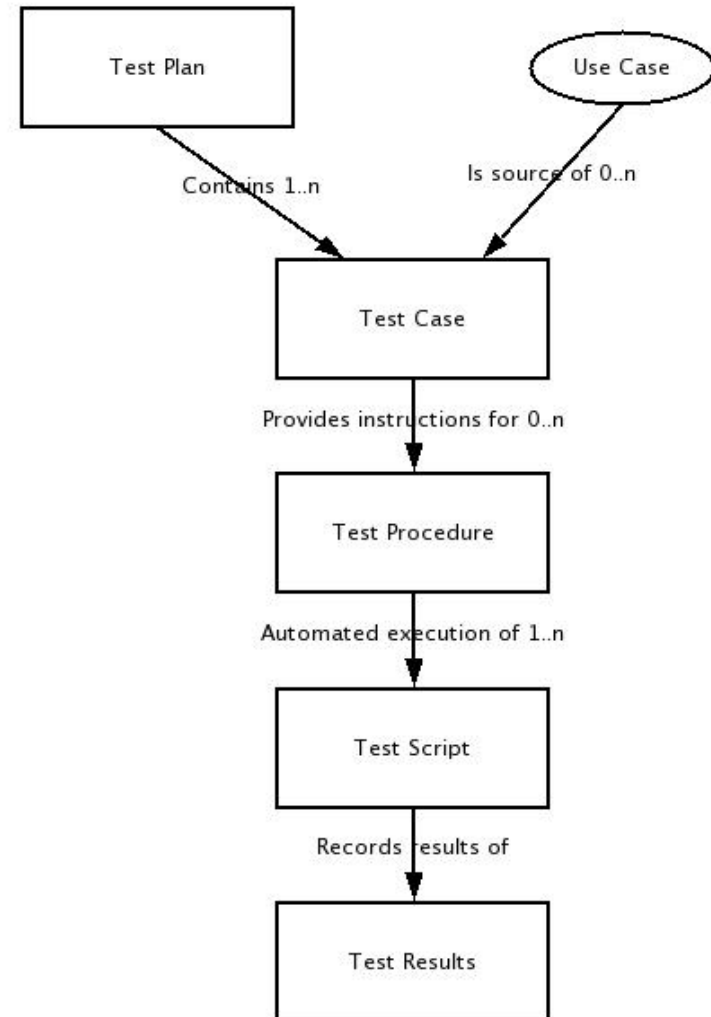 Test Plan
Use Case
Contains 1..n
Is source of 0..n
Test Case
Provides instructions for 0..n
Test Procedure
Automated execution of 1..n
Test Script
Records results of
Test Results